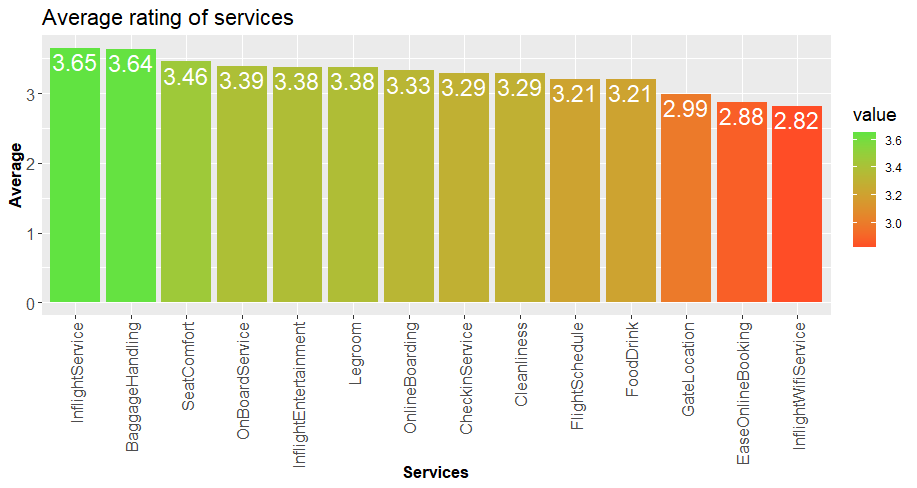 Average rating of services
3.65 3.64 3.46 3.39 3.38 3.38 3.33 3.29 3.29 3.21 3.21 2.99 2.88 2.82
Average
3
2
1
0
InflightService
BaggageHandling
SeatComfort
OnBoardService
InflightEntertainment
Legroom
OnlineBoarding
CheckinService
Cleanliness
FlightSchedule
FoodDrink
GateLocation
EaseOnlineBooking
InflightWifiService
Services
value
3.6
3.4
3.2
3.0